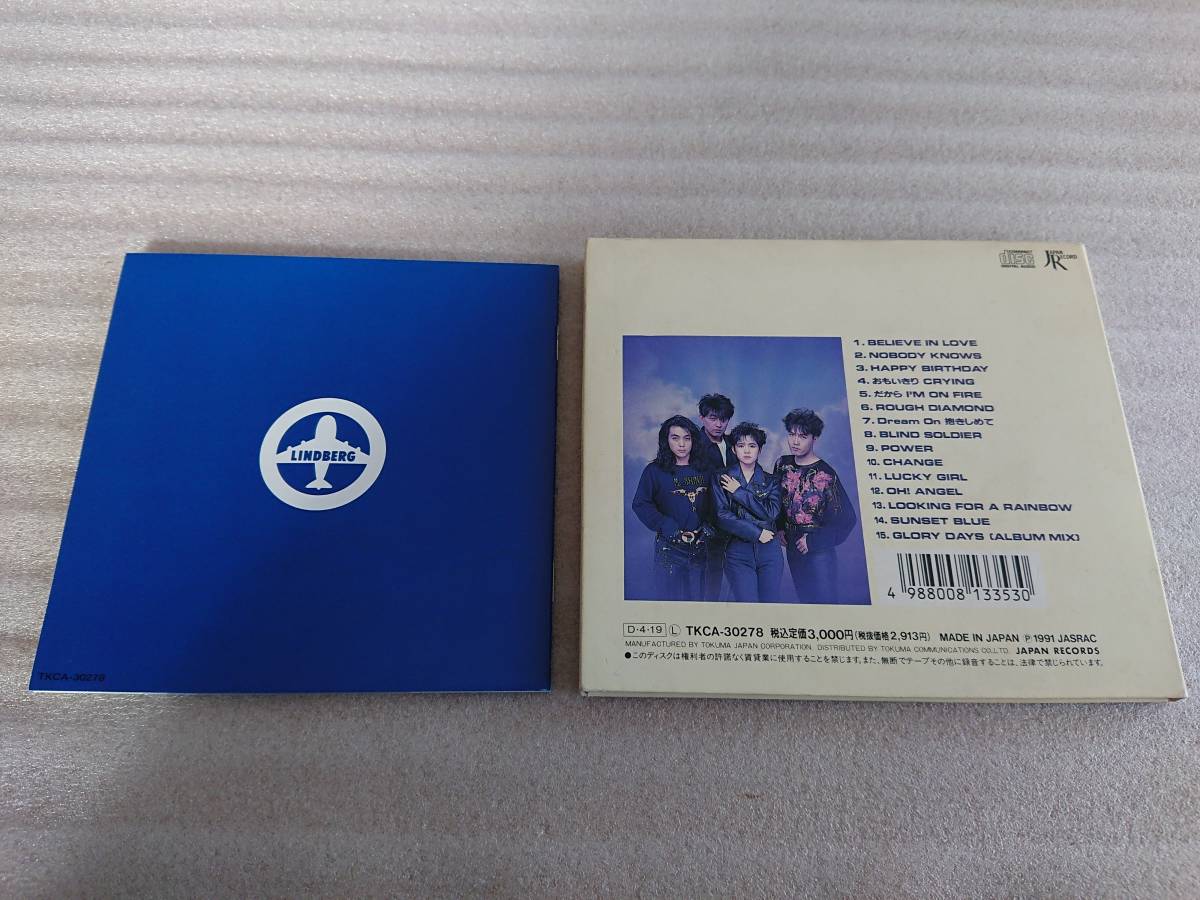 LINDBERG
TKCA-30278
COMPACT
disc
DIGITAL AUDIO
JAPAN
RECORD
1. BELIEVE IN LOVE
2. NOBODY KNOWS
3. HAPPY BIRTHDAY
4. おもいきり CRYING
5. だから I'M ON FIRE
6. ROUGH DIAMOND
7. Dream On 抱きしめて
8. BLIND SOLDIER
9. POWER
10. CHANGE
11. LUCKY GIRL
12. OH! ANGEL
13. LOOKING FOR A RAINBOW
14. SUNSET BLUE
15. GLORY DAYS (ALBUM MIX)
4 988008 133530
D・4・19 Ⓛ TKCA-30278 税込定価3,000円(税抜価格2,913円) MADE IN JAPAN Ⓟ 1991 JASRAC
MANUFACTURED BY TOKUMA JAPAN CORPORATION. DISTRIBUTED BY TOKUMA COMMUNICATIONS CO.,LTD. JAPAN RECORDS
●このディスクは権利者の許諾なく賃貸業に使用することを禁じます。また、無断でテープその他に録音することは、法律で禁じられています。